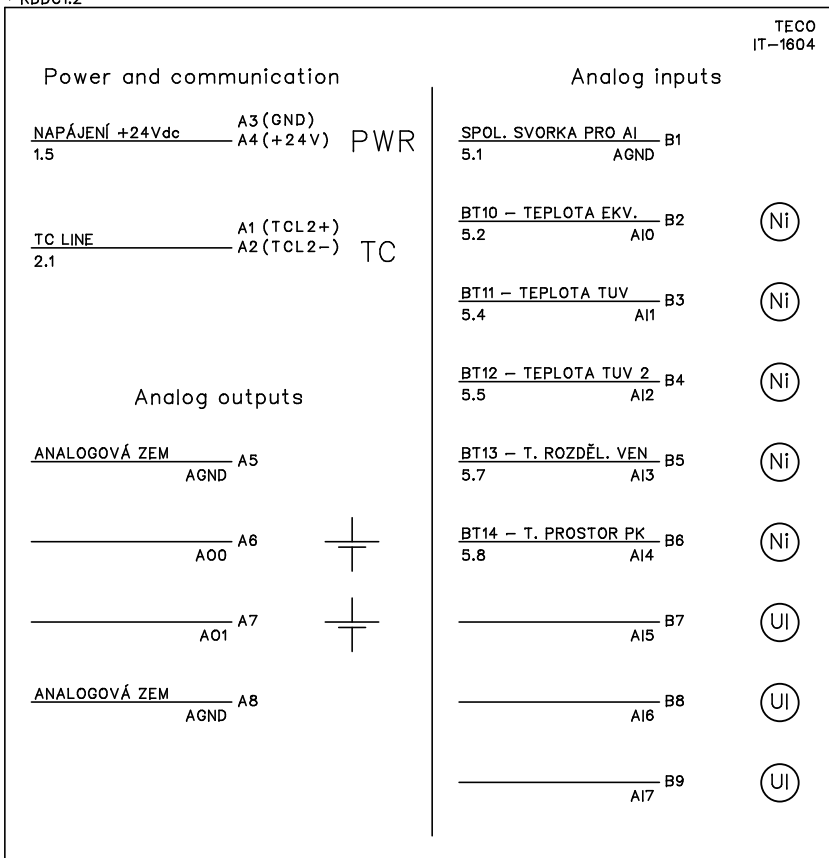 TECO
IT-1604
Power and communication
NAPÁJENÍ +24Vdc
1.5
A3 (GND)
A4 (+24V)
PWR
TC LINE
2.1
A1 (TCL2+)
A2 (TCL2-)
TC
Analog outputs
ANALOGOVÁ ZEM
A5
AGND
A6
AO0
A7
AO1
ANALOGOVÁ ZEM
A8
AGND
Analog inputs
SPOL. SVORKA PRO AI
B1
5.1
AGND
BT10 - TEPLOTA EKV.
B2
5.2
AI0
Ni
BT11 - TEPLOTA TUV
B3
5.4
AI1
Ni
BT12 - TEPLOTA TUV 2
B4
5.5
AI2
Ni
BT13 - T. ROZDĚL. VEN
B5
5.7
AI3
Ni
BT14 - T. PROSTOR PK
B6
5.8
AI4
Ni
B7
AI5
UI
B8
AI6
UI
B9
AI7
UI